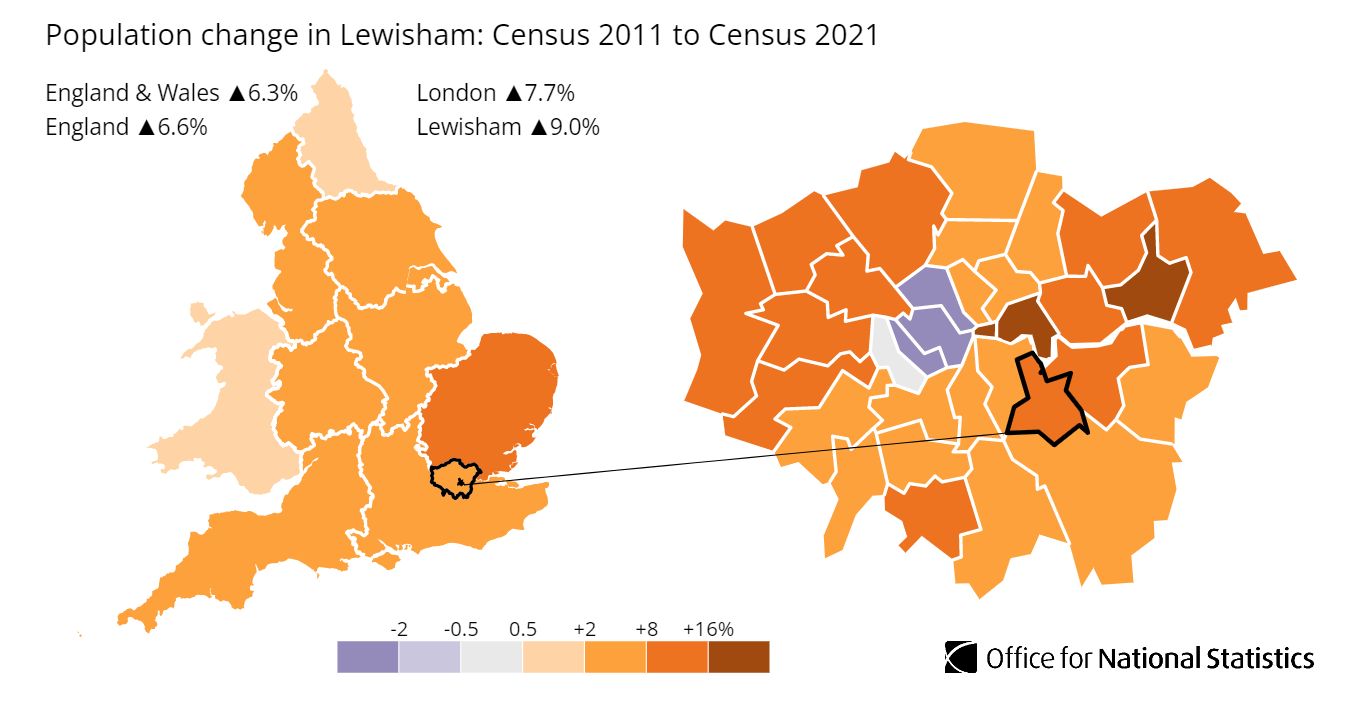 Population change in Lewisham: Census 2011 to Census 2021
England & Wales ▲6.3%
London ▲7.7%
England ▲6.6%
Lewisham ▲9.0%
-2 -0.5 0.5 +2 +8 +16%
Office for National Statistics